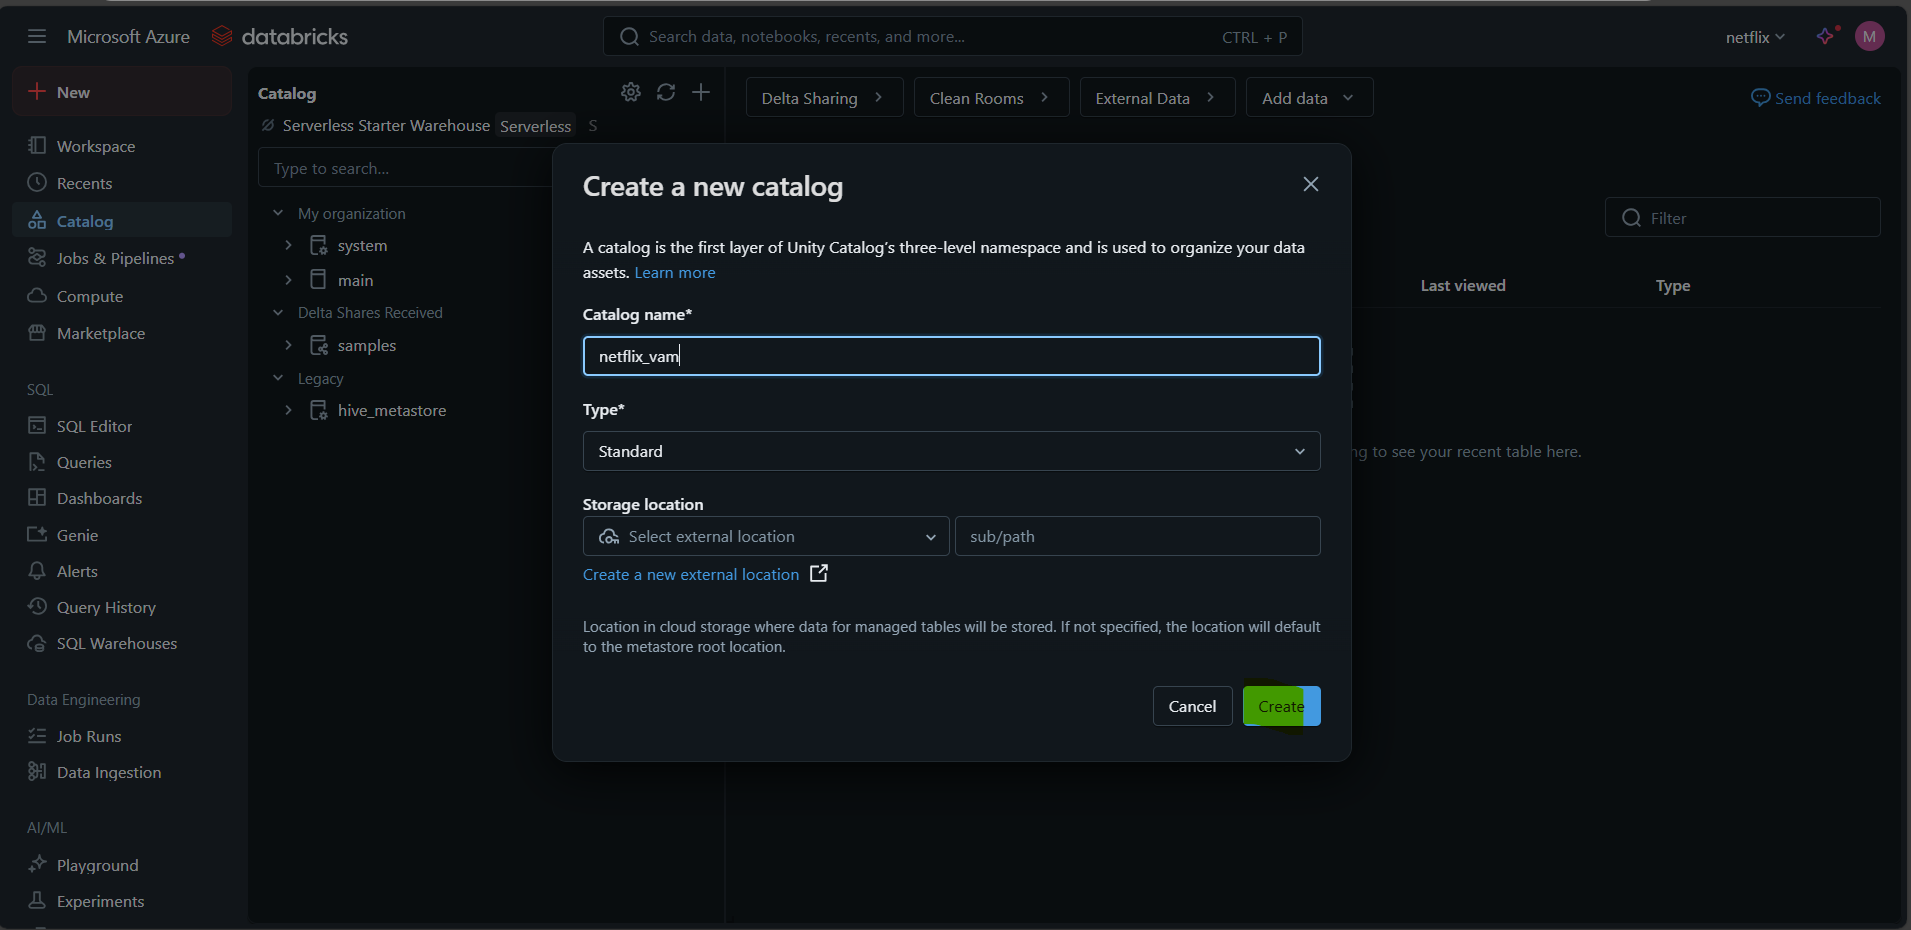 Microsoft Azure databricks
Search data, notebooks, recents, and more... CTRL + P
netflix
M
New
Workspace
Recents
Catalog
Jobs & Pipelines
Compute
Marketplace
SQL
SQL Editor
Queries
Dashboards
Genie
Alerts
Query History
SQL Warehouses
Data Engineering
Job Runs
Data Ingestion
AI/ML
Playground
Experiments
Catalog
Serverless Starter Warehouse Serverless S
Type to search...
My organization
system
main
Delta Shares Received
samples
Legacy
hive_metastore
Delta Sharing
Clean Rooms
External Data
Add data
Send feedback
Filter
Last viewed Type
to see your recent table here.
Create a new catalog
A catalog is the first layer of Unity Catalog's three-level namespace and is used to organize your data
assets. Learn more
Catalog name*
netflix_vam
Type*
Standard
Storage location
Select external location
sub/path
Create a new external location
Location in cloud storage where data for managed tables will be stored. If not specified, the location will default
to the metastore root location.
Cancel
Create